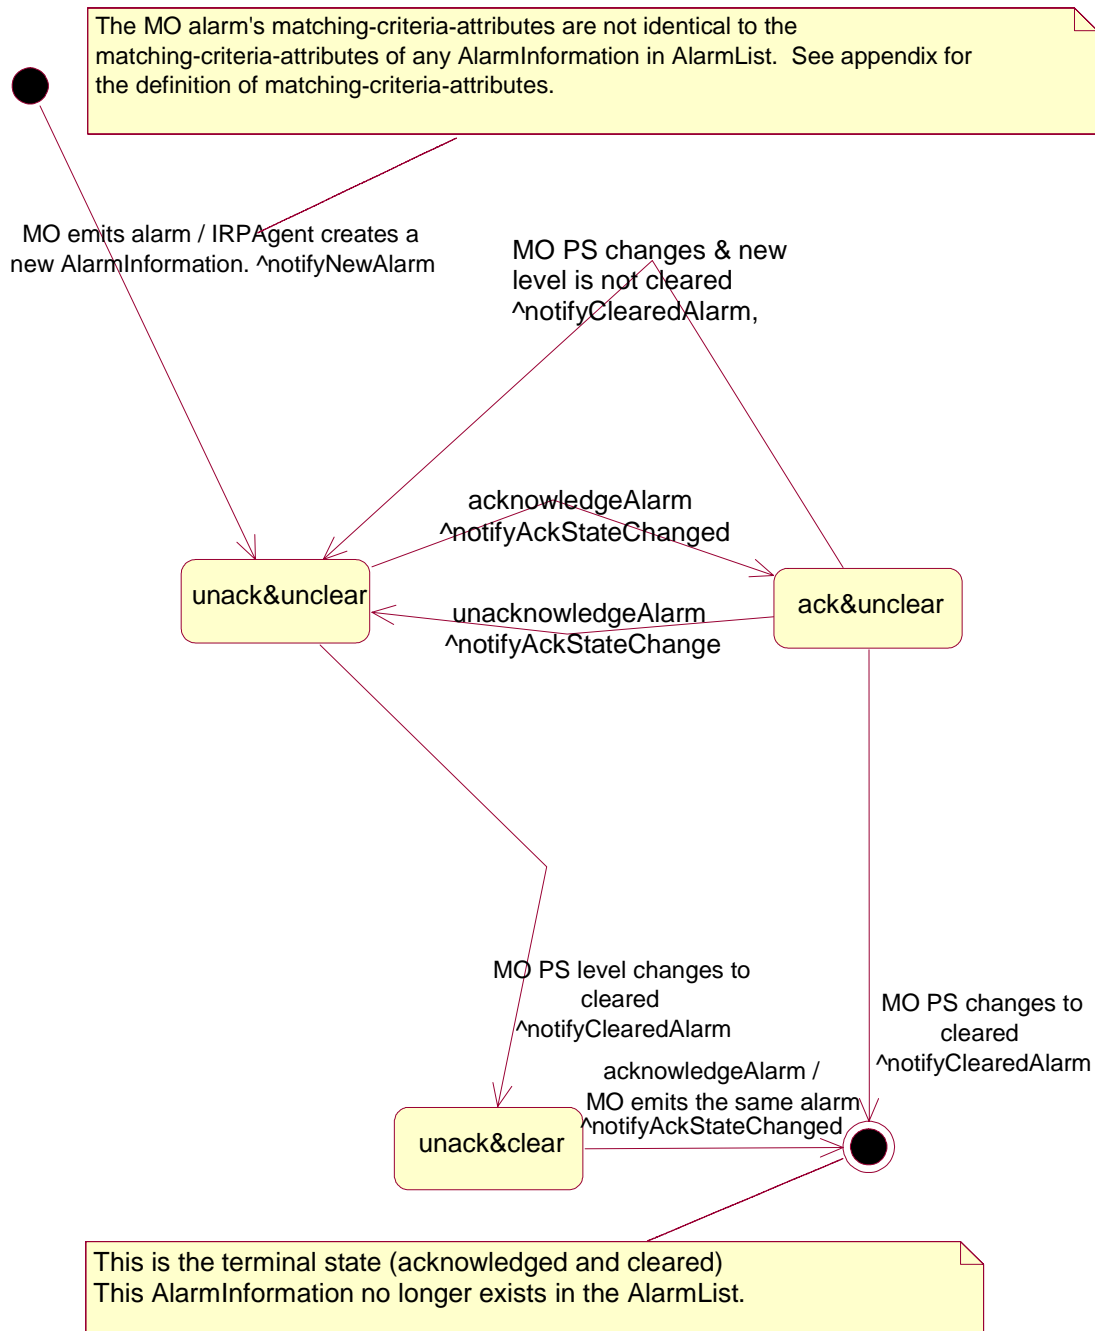 The MO alarm's matching-criteria-attributes are not identical to the
matching-criteria-attributes of any AlarmInformation in AlarmList.  See appendix for
the definition of matching-criteria-attributes.
MO emits alarm / IRPAgent creates a
new AlarmInformation. ^notifyNewAlarm
MO PS changes & new
level is not cleared
^notifyClearedAlarm,
acknowledgeAlarm
^notifyAckStateChanged
unack&unclear
ack&unclear
unacknowledgeAlarm
^notifyAckStateChange
MO PS level changes to
cleared
^notifyClearedAlarm
MO PS changes to
cleared
^notifyClearedAlarm
acknowledgeAlarm /
MO emits the same alarm
^notifyAckStateChanged
unack&clear
This is the terminal state (acknowledged and cleared)
This AlarmInformation no longer exists in the AlarmList.